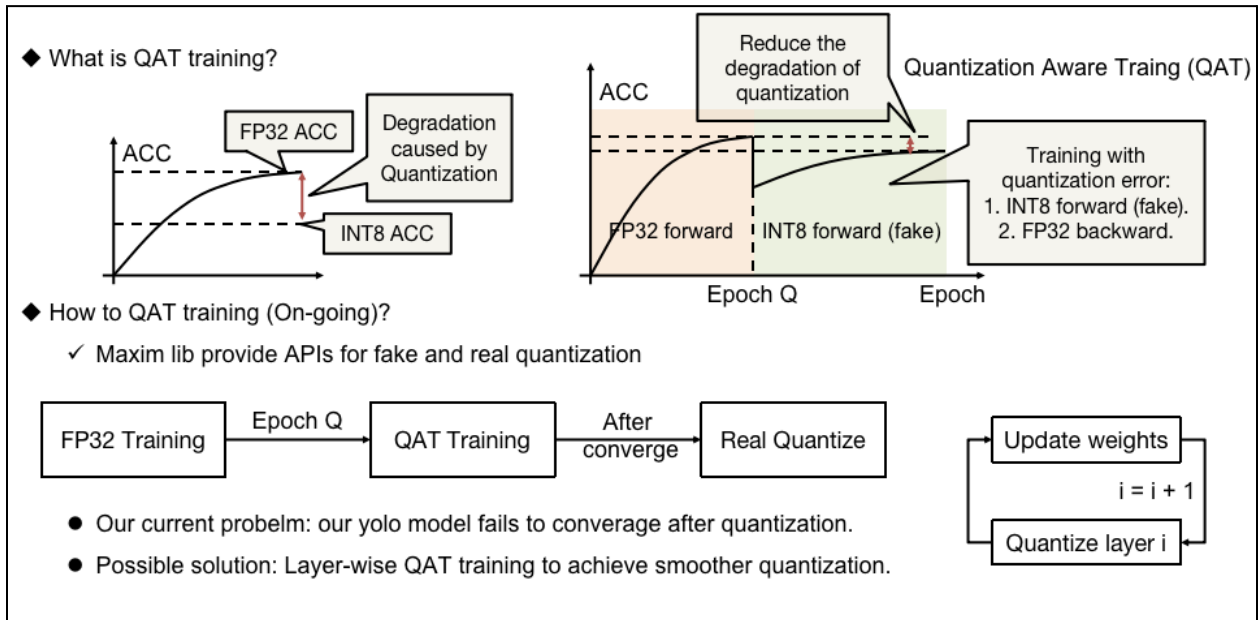 ◆ What is QAT training?
ACC
FP32 ACC
Degradation
caused by
Quantization
INT8 ACC
Reduce the
degradation of
quantization
Quantization Aware Traing (QAT)
ACC
Training with
quantization error:
1. INT8 forward (fake).
2. FP32 backward.
FP32 forward
INT8 forward (fake)
Epoch Q
Epoch
◆ How to QAT training (On-going)?
✓ Maxim lib provide APIs for fake and real quantization
FP32 Training
Epoch Q
QAT Training
After
converge
Real Quantize
Update weights
i = i + 1
Quantize layer i
● Our current probelm: our yolo model fails to converage after quantization.
● Possible solution: Layer-wise QAT training to achieve smoother quantization.